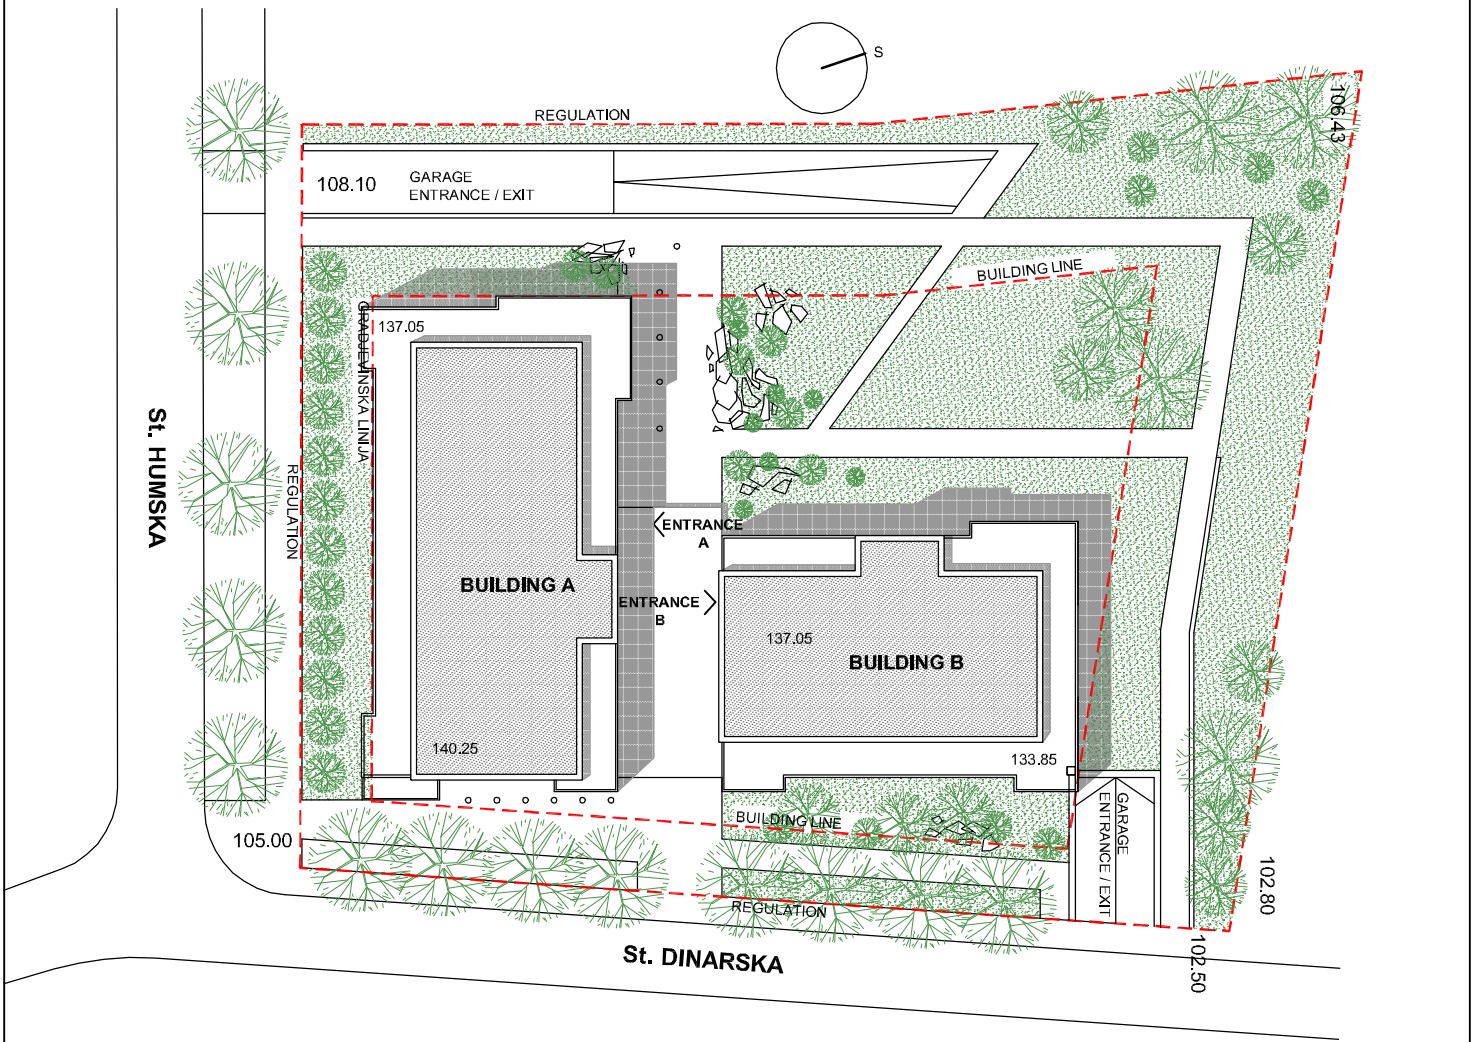 S
REGULATION
106.43
108.10
GARAGE
ENTRANCE / EXIT
BUILDING LINE
GRADJEVINSKA LINIJA
137.05
St. HUMSKA
REGULATION
ENTRANCE
A
BUILDING A
ENTRANCE
B
137.05
BUILDING B
140.25
133.85
BUILDING LINE
GARAGE
ENTRANCE / EXIT
105.00
102.80
REGULATION
St. DINARSKA
102.50